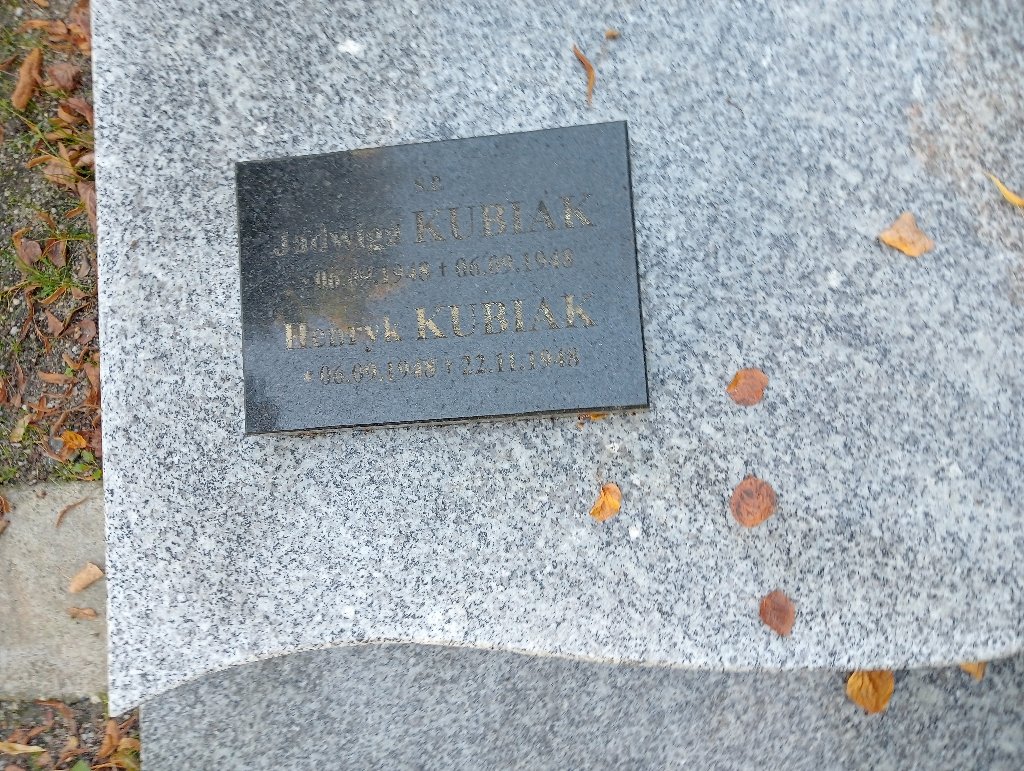 Ś.P.
Jadwiga KUBIAK
* 06.09.1948 † 06.09.1948
Henryk KUBIAK
* 06.09.1948 † 22.11.1948